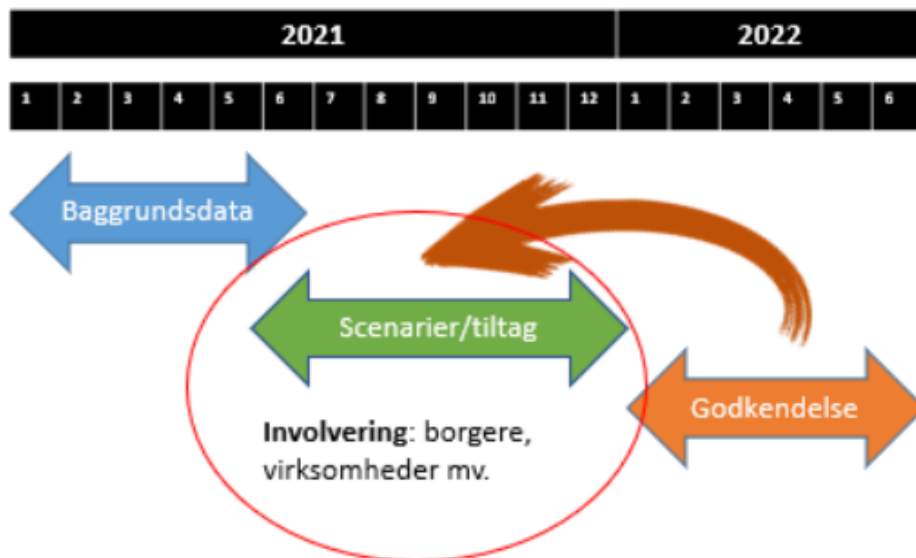 2021 2022
1 2 3 4 5 6 7 8 9 10 11 12 1 2 3 4 5 6
Baggrundsdata
Scenarier/tiltag
Godkendelse
Involvering: borgere,
virksomheder mv.